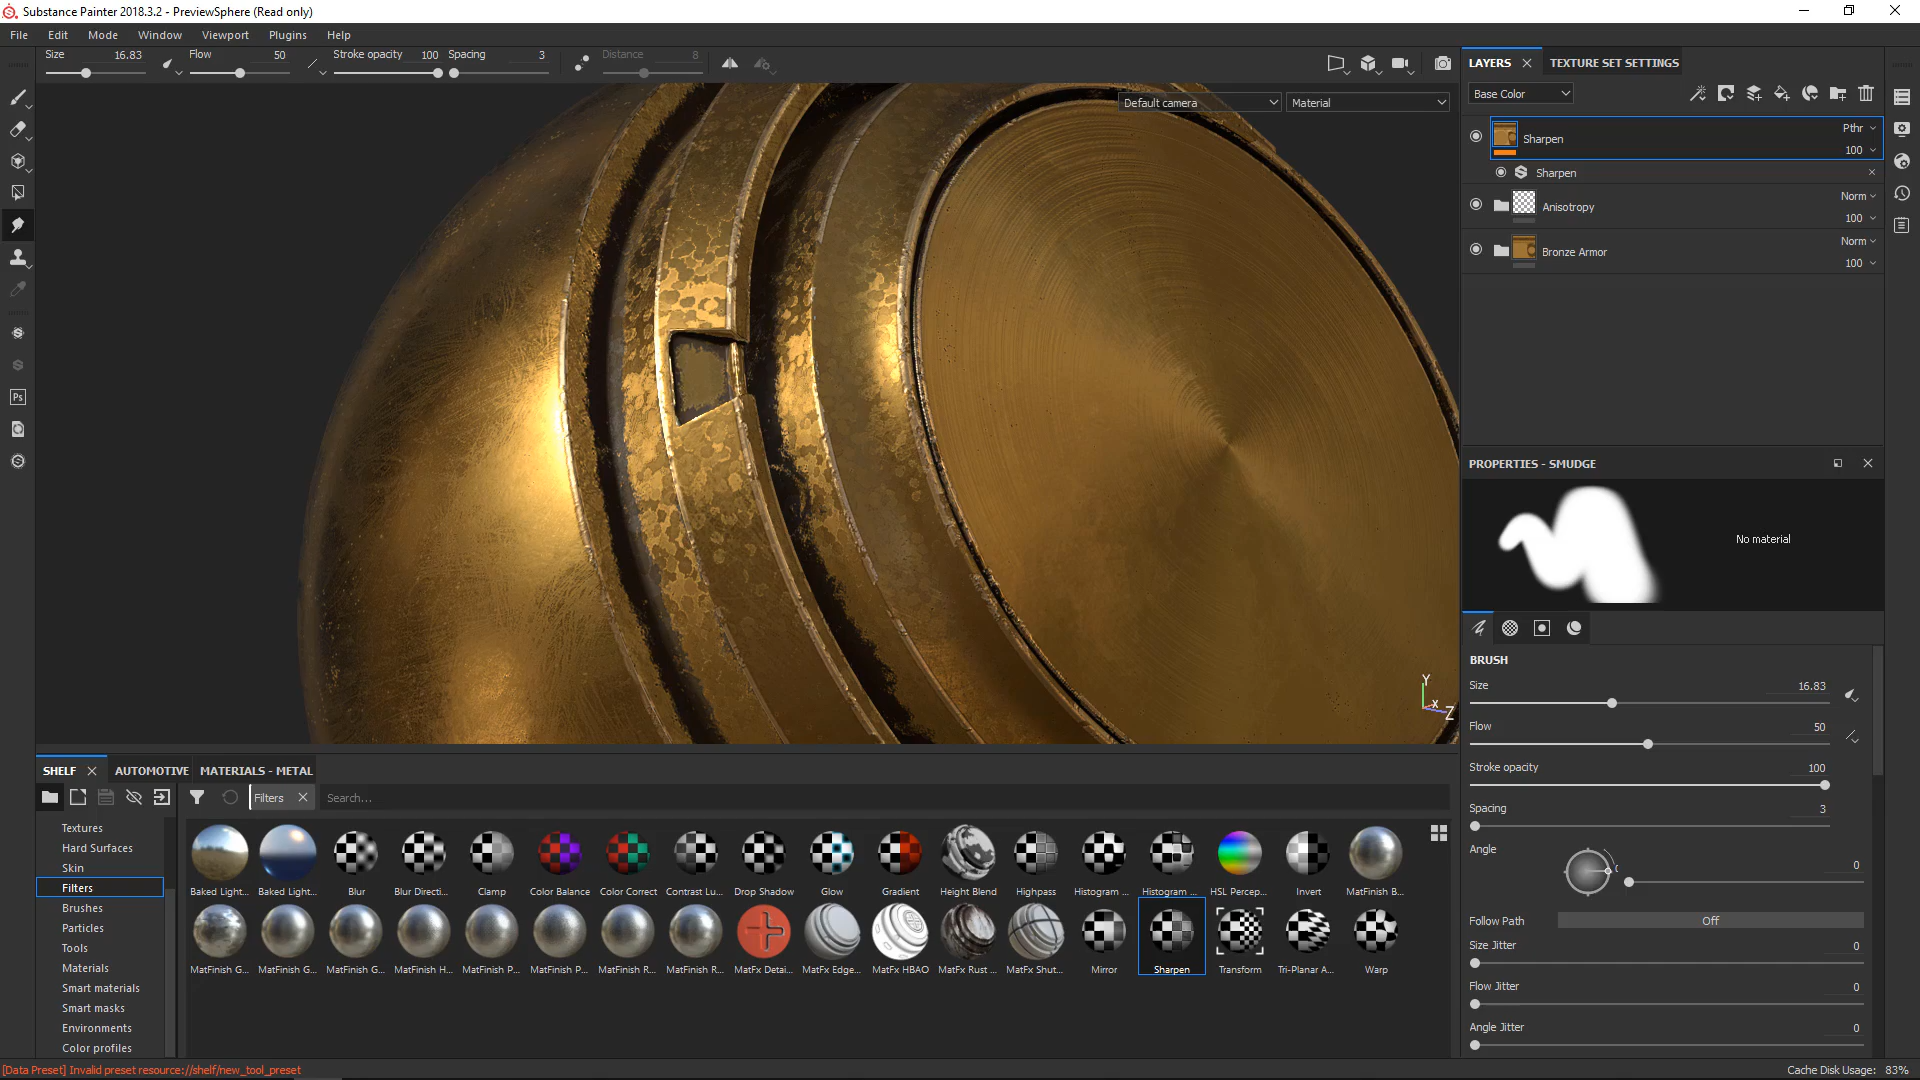 Substance Painter 2018.3.2 - PreviewSphere (Read only)
File Edit Mode Window Viewport Plugins Help
Size 16.83 Flow 50 Stroke opacity 100 Spacing 3 Distance 8
Default camera Material
LAYERS TEXTURE SET SETTINGS
Base Color
Sharpen Pthr 100
Sharpen
Anisotropy Norm 100
Bronze Armor Norm 100
PROPERTIES - SMUDGE
No material
BRUSH
Size 16.83
Flow 50
Stroke opacity 100
Spacing 3
Angle 0
Follow Path Off
Size Jitter 0
Flow Jitter 0
Angle Jitter 0
Y
X
Z
SHELF AUTOMOTIVE MATERIALS - METAL
Ps
Filters Search...
Textures
Hard Surfaces
Skin
Filters
Brushes
Particles
Tools
Materials
Smart materials
Smart masks
Environments
Color profiles
Baked Light... Baked Light... Blur Blur Directi... Clamp Color Balance Color Correct Contrast Lu... Drop Shadow Glow Gradient Height Blend Highpass Histogram ... Histogram ... HSL Percep... Invert MatFinish B...
MatFinish G... MatFinish G... MatFinish G... MatFinish H... MatFinish P... MatFinish P... MatFinish R... MatFinish R... MatFx Detai... MatFx Edge... MatFx HBAO MatFx Rust ... MatFx Shut... Mirror Sharpen Transform Tri-Planar A... Warp
[Data Preset] Invalid preset resource://shelf/new_tool_preset
Cache Disk Usage: 83%